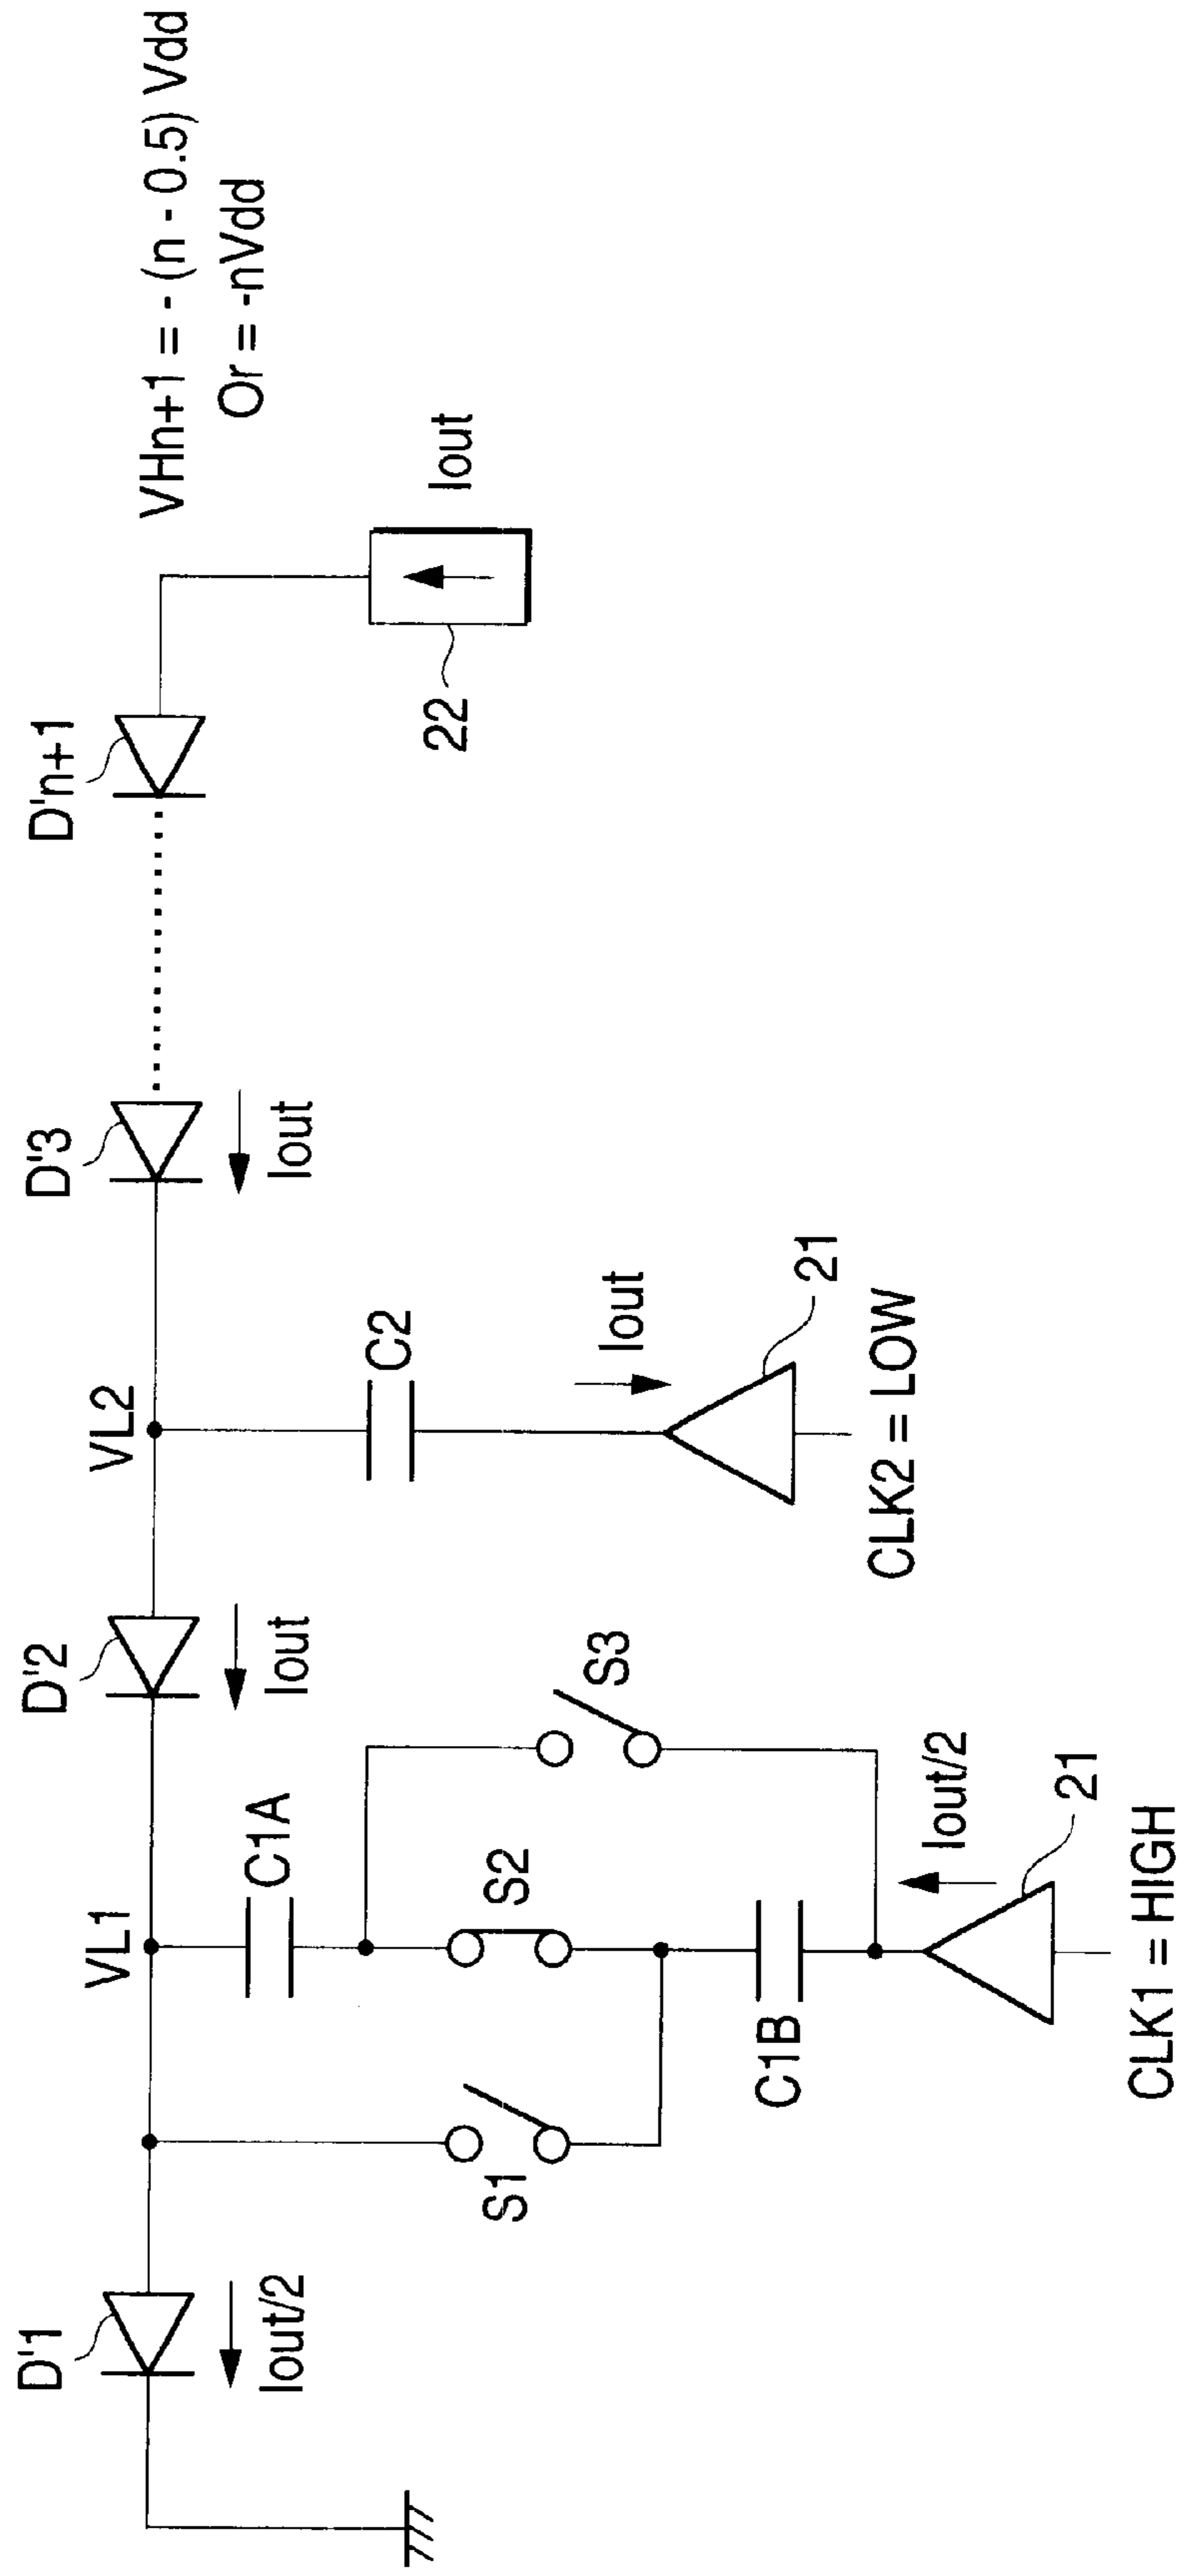 VHn+1 = - (n - 0.5) Vdd
Or = -nVdd
D'1
D'2
D'3
D'n+1
VL1
VL2
Iout/2
Iout
Iout
Iout
22
C1A
C2
S1
S2
S3
Iout
C1B
Iout/2
21
21
CLK1 = HIGH
CLK2 = LOW